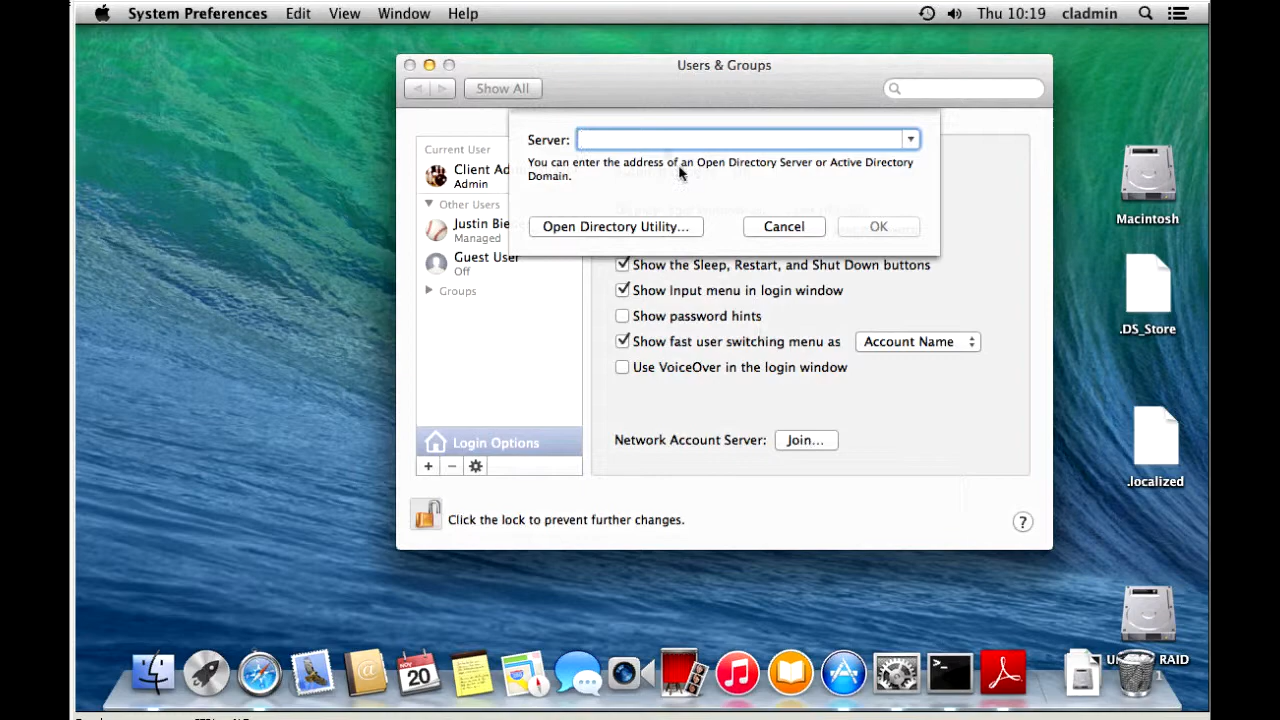 System Preferences Edit View Window Help Thu 10:19 cladmin
Users & Groups
Show All
Server:
You can enter the address of an Open Directory Server or Active Directory
Domain.
Open Directory Utility... Cancel OK
Current User
Client Ad
Admin
Other Users
Justin Bie
Managed
Guest User
Off
Groups
Login Options
Show the Sleep, Restart, and Shut Down buttons
Show Input menu in login window
Show password hints
Show fast user switching menu as Account Name
Use VoiceOver in the login window
Network Account Server: Join...
Click the lock to prevent further changes.
?
Macintosh
.DS_Store
.localized
RAID
NOV
20